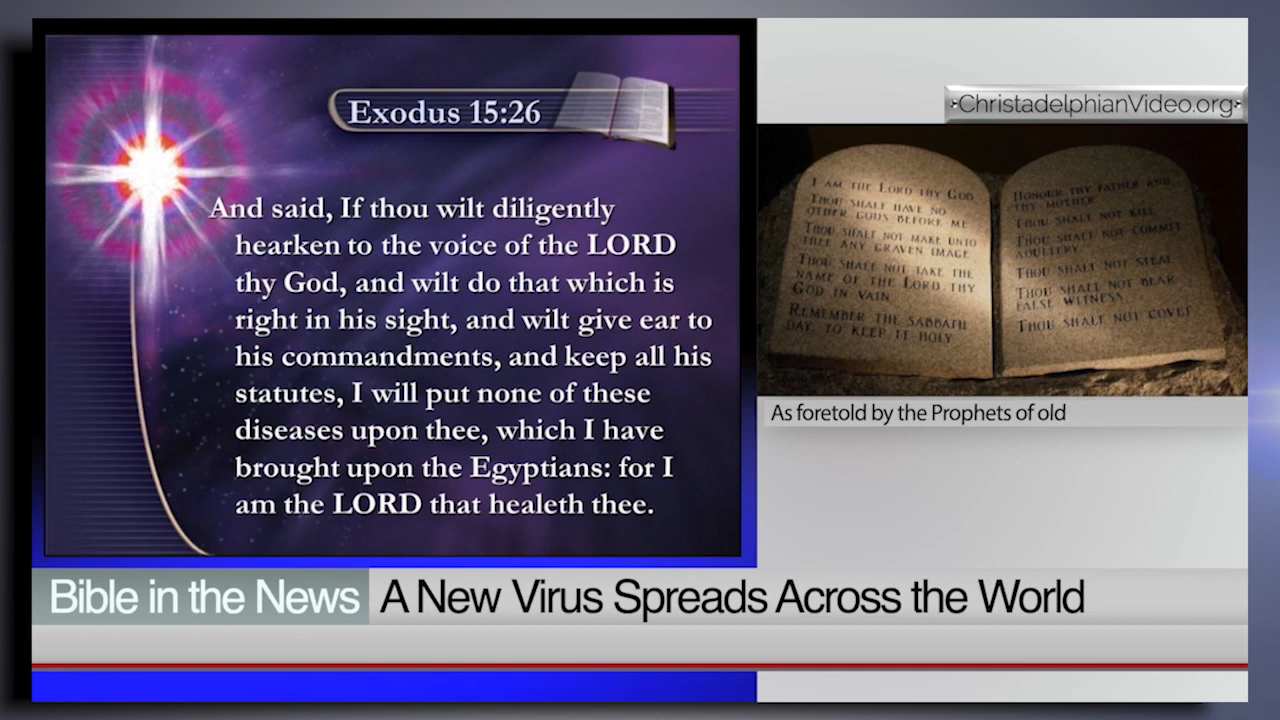 Exodus 15:26
And said, If thou wilt diligently
hearken to the voice of the LORD
thy God, and wilt do that which is
right in his sight, and wilt give ear to
his commandments, and keep all his
statutes, I will put none of these
diseases upon thee, which I have
brought upon the Egyptians: for I
am the LORD that healeth thee.
ChristadelphianVideo.org
I AM THE LORD THY GOD
THOU SHALT HAVE NO
OTHER GODS BEFORE ME
THOU SHALT NOT MAKE UNTO
THEE ANY GRAVEN IMAGE
THOU SHALT NOT TAKE THE
NAME OF THE LORD THY
GOD IN VAIN
REMEMBER THE SABBATH
DAY, TO KEEP IT HOLY
HONOUR THY FATHER AND
THY MOTHER
THOU SHALT NOT KILL
THOU SHALT NOT COMMIT
ADULTERY
THOU SHALT NOT STEAL
THOU SHALT NOT BEAR
FALSE WITNESS
THOU SHALT NOT COVET
As foretold by the Prophets of old
Bible in the News A New Virus Spreads Across the World